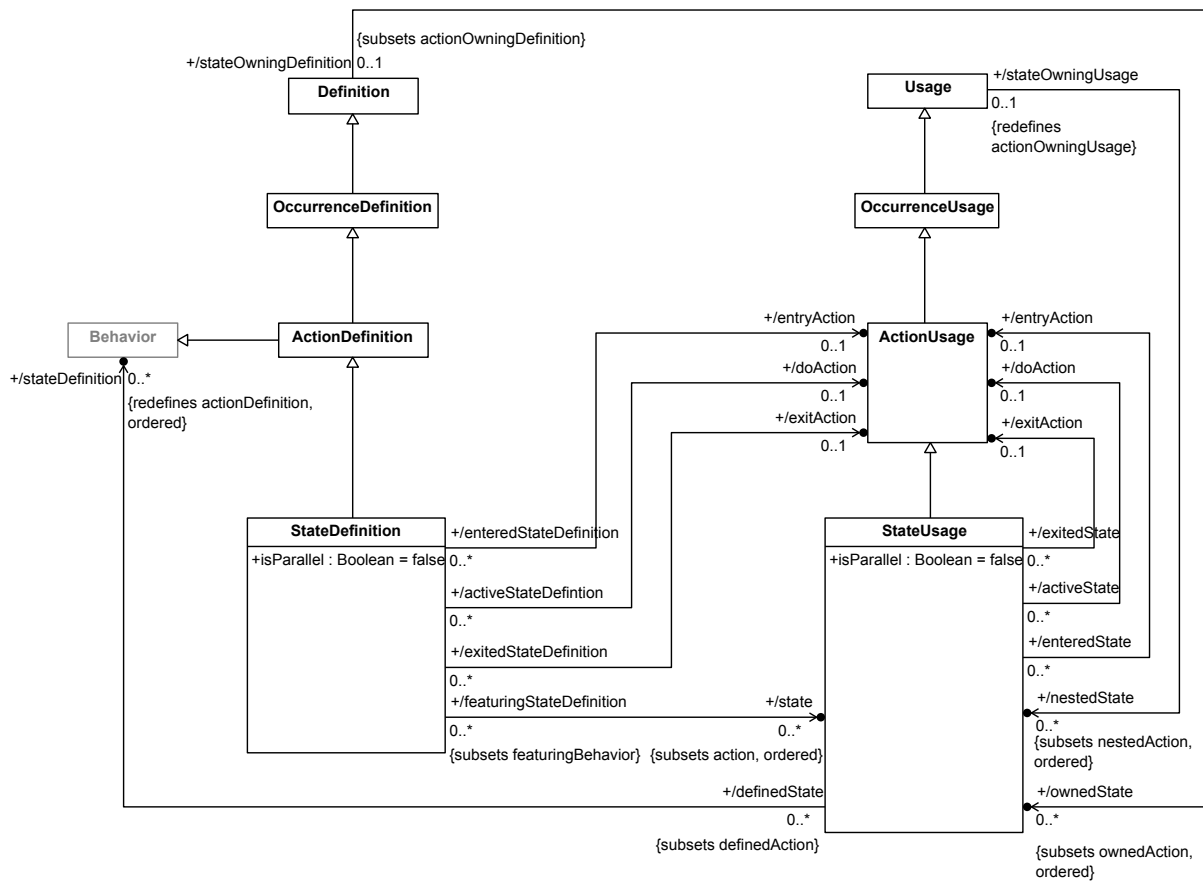 {subsets actionOwningDefinition}
+/stateOwningDefinition 0..1
Definition
Usage
+/stateOwningUsage
0..1
{redefines
actionOwningUsage}
OccurrenceDefinition
OccurrenceUsage
Behavior
ActionDefinition
ActionUsage
+/entryAction
0..1
+/doAction
0..1
+/exitAction
0..1
+/entryAction
0..1
+/doAction
0..1
+/exitAction
0..1
+/stateDefinition 0..*
{redefines actionDefinition,
ordered}
StateDefinition
+isParallel : Boolean = false
+/enteredStateDefinition
0..*
+/activeStateDefintion
0..*
+/exitedStateDefinition
0..*
+/featuringStateDefinition
0..*
{subsets featuringBehavior}
+/state
0..*
{subsets action, ordered}
StateUsage
+isParallel : Boolean = false
+/exitedState
0..*
+/activeState
0..*
+/enteredState
0..*
+/nestedState
0..*
{subsets nestedAction,
ordered}
+/definedState
0..*
{subsets definedAction}
+/ownedState
0..*
{subsets ownedAction,
ordered}